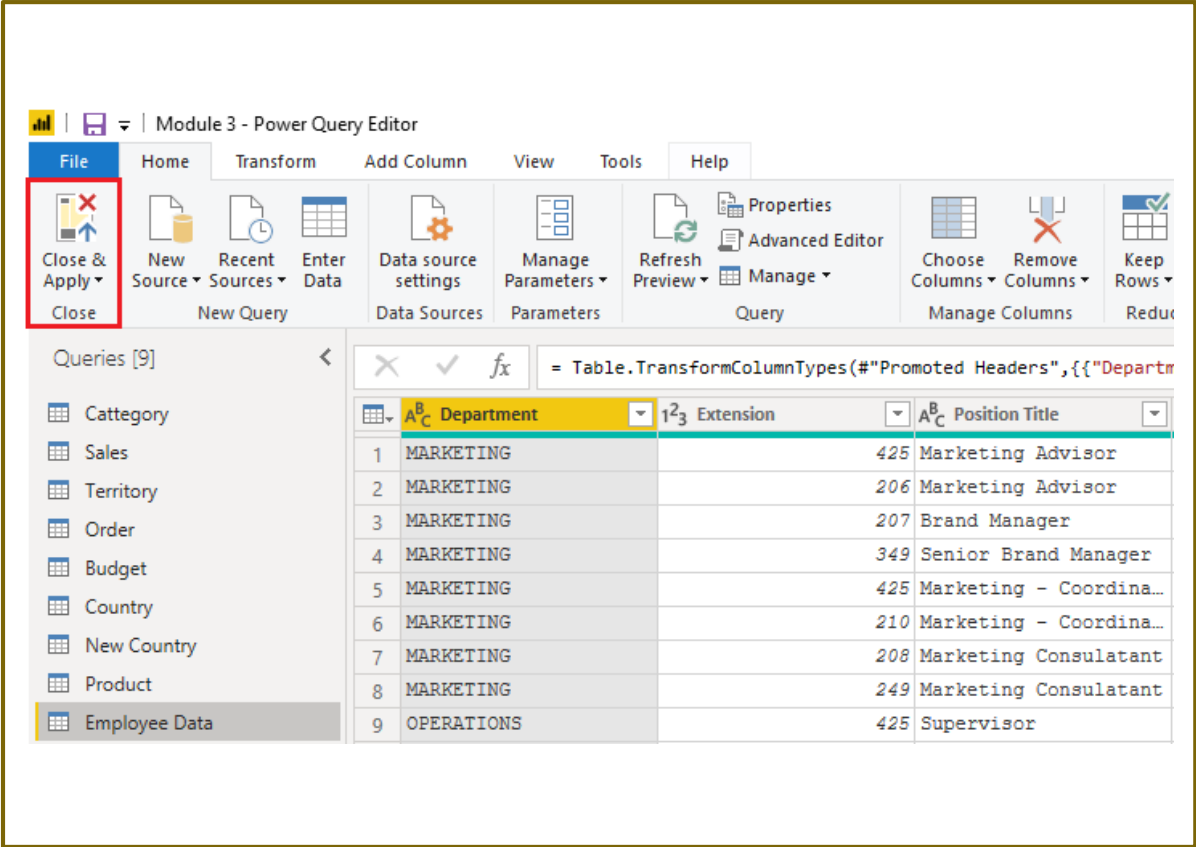 Module 3 - Power Query Editor
File Home Transform Add Column View Tools Help
Close & Apply
New Source
Recent Sources
Enter Data
Data source settings
Manage Parameters
Refresh Preview
Properties
Advanced Editor
Manage
Choose Columns
Remove Columns
Keep Rows
Close New Query Data Sources Parameters Query Manage Columns Reduc
Queries [9]
fx = Table.TransformColumnTypes(#"Promoted Headers",{{"Departm
Cattegory
Sales
Territory
Order
Budget
Country
New Country
Product
Employee Data
ABC Department 123 Extension ABC Position Title
1 MARKETING 425 Marketing Advisor
2 MARKETING 206 Marketing Advisor
3 MARKETING 207 Brand Manager
4 MARKETING 349 Senior Brand Manager
5 MARKETING 425 Marketing - Coordina…
6 MARKETING 210 Marketing - Coordina…
7 MARKETING 208 Marketing Consulatant
8 MARKETING 249 Marketing Consulatant
9 OPERATIONS 425 Supervisor